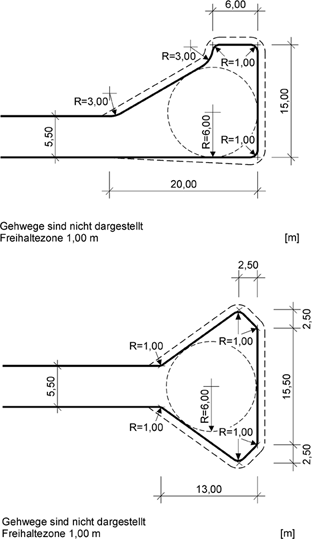 6,00
R=3,00
R=1,00
R=3,00
R=6,00
15,00
5,50
R=1,00
20,00
Gehwege sind nicht dargestellt
Freihaltezone 1,00 m [m]
2,50
2,50
R=1,00
R=1,00
5,50
R=6,00
15,50
R=1,00
R=1,00
2,50
13,00
Gehwege sind nicht dargestellt
Freihaltezone 1,00 m [m]